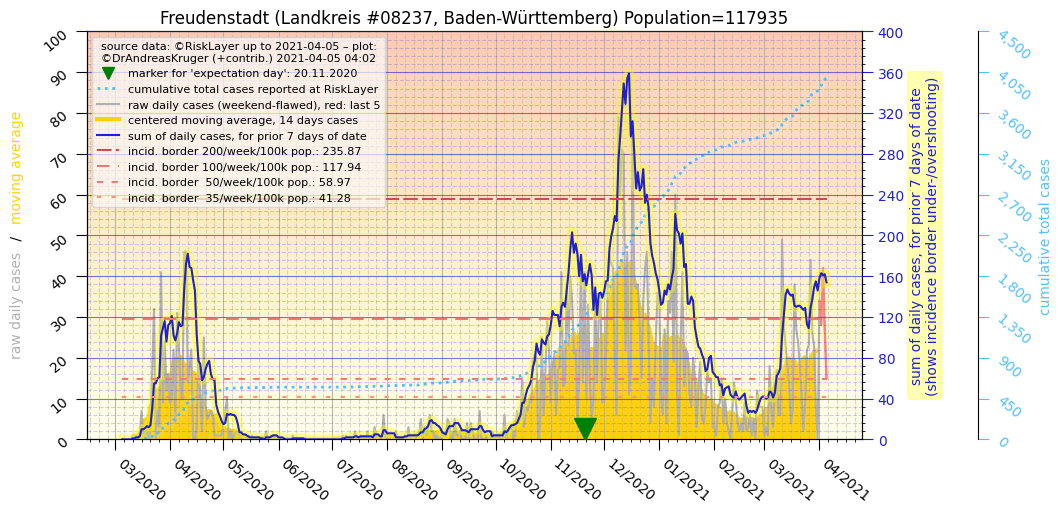 Freudenstadt (Landkreis #08237, Baden-Württemberg) Population=117935
source data: ©RiskLayer up to 2021-04-05 – plot:
©DrAndreasKruger (+contrib.) 2021-04-05 04:02
marker for 'expectation day': 20.11.2020
cumulative total cases reported at RiskLayer
raw daily cases (weekend-flawed), red: last 5
centered moving average, 14 days cases
sum of daily cases, for prior 7 days of date
incid. border 200/week/100k pop.: 235.87
incid. border 100/week/100k pop.: 117.94
incid. border  50/week/100k pop.: 58.97
incid. border  35/week/100k pop.: 41.28
raw daily cases  /  moving average
100
90
80
70
60
50
40
30
20
10
0
03/2020
04/2020
05/2020
06/2020
07/2020
08/2020
09/2020
10/2020
11/2020
12/2020
01/2021
02/2021
03/2021
04/2021
400
360
320
280
240
200
160
120
80
40
0
sum of daily cases, for prior 7 days of date
(shows incidence border under-/overshooting)
4,500
4,050
3,600
3,150
2,700
2,250
1,800
1,350
900
450
0
cumulative total cases